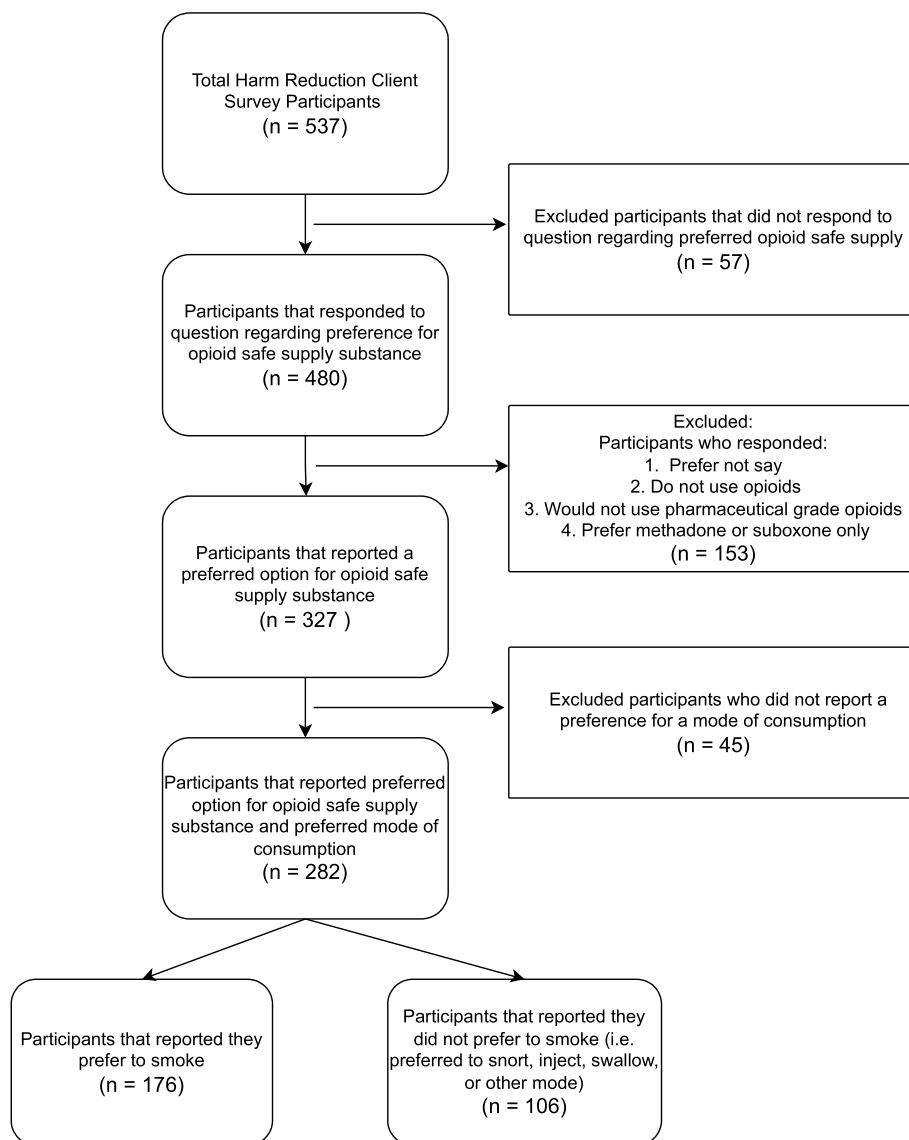 Total Harm Reduction Client
Survey Participants
(n = 537)
Excluded participants that did not respond to
question regarding preferred opioid safe supply
(n = 57)
Participants that responded to
question regarding preference for
opioid safe supply substance
(n = 480)
Excluded:
Participants who responded:
1. Prefer not say
2. Do not use opioids
3. Would not use pharmaceutical grade opioids
4. Prefer methadone or suboxone only
(n = 153)
Participants that reported a
preferred option for opioid safe
supply substance
(n = 327 )
Excluded participants who did not report a
preference for a mode of consumption
(n = 45)
Participants that reported preferred
option for opioid safe supply
substance and preferred mode of
consumption
(n = 282)
Participants that reported they
prefer to smoke
(n = 176)
Participants that reported they
did not prefer to smoke (i.e.
preferred to snort, inject, swallow,
or other mode)
(n = 106)